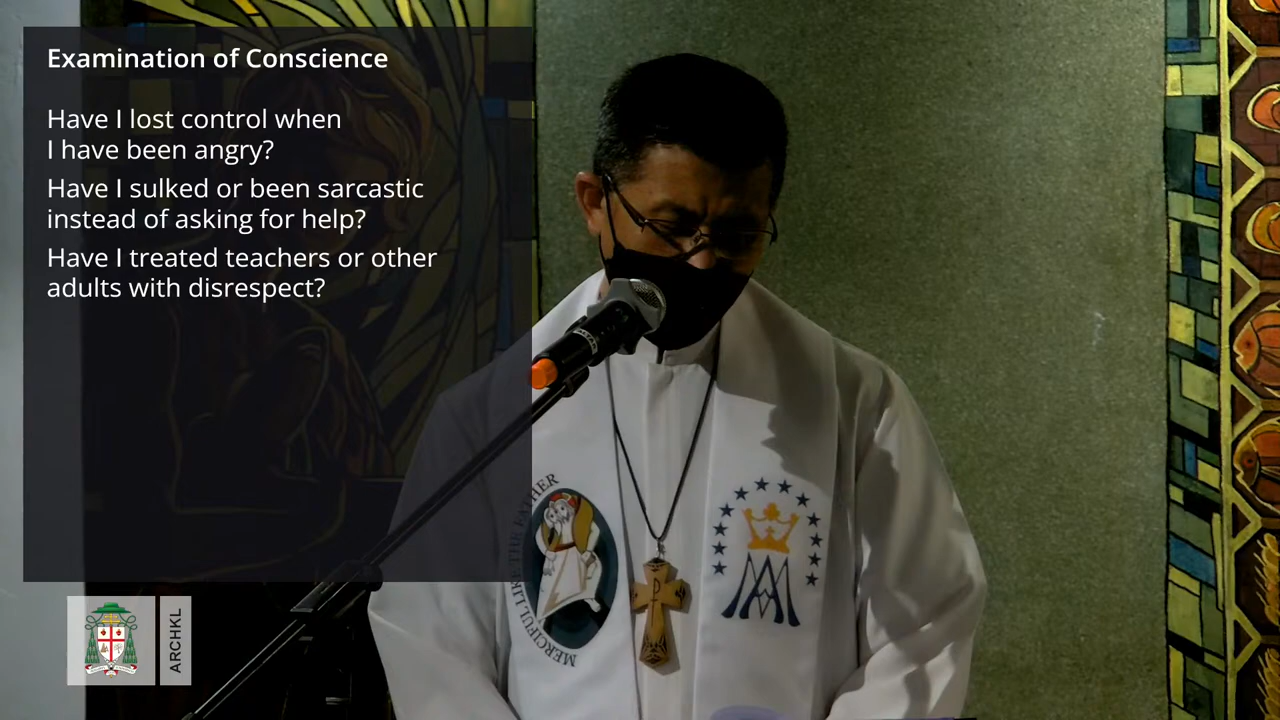 Examination of Conscience
Have I lost control when
I have been angry?
Have I sulked or been sarcastic
instead of asking for help?
Have I treated teachers or other
adults with disrespect?
MERCIFUL LIKE THE FATHER
ARCHKL